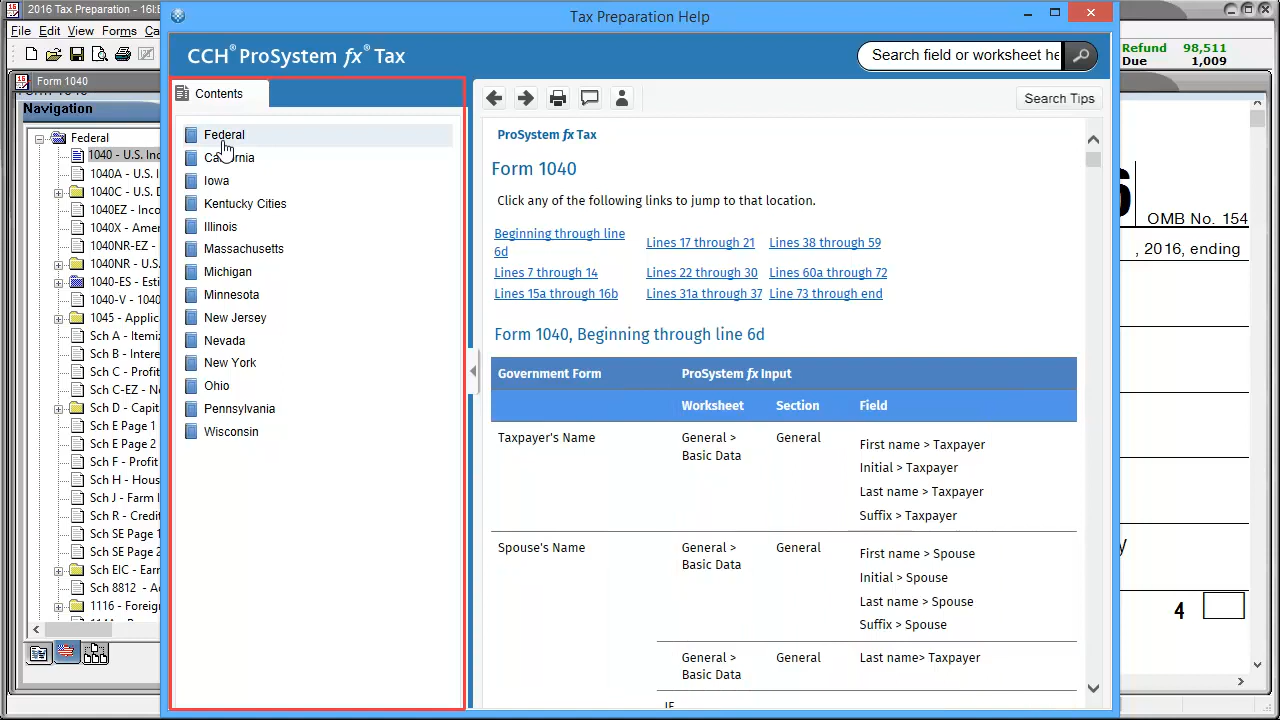 2016 Tax Preparation - 16I:E
File Edit View Forms Ca
Refund 98,511
Due 1,009
Form 1040
Navigation
Federal
1040 - U.S. Inc
1040A - U.S. I
1040C - U.S. D
1040EZ - Inco
1040X - Amer
1040NR-EZ -
1040NR - U.S.
1040-ES - Esti
1040-V - 1040
1045 - Applic
Sch A - Itemiz
Sch B - Intere
Sch C - Profit
Sch C-EZ - Ne
Sch D - Capit
Sch E Page 1
Sch E Page 2
Sch F - Profit
Sch H - Hous
Sch J - Farm I
Sch R - Credit
Sch SE Page 1
Sch SE Page 2
Sch EIC - Earn
Sch 8812 - Ad
1116 - Foreign
Tax Preparation Help
CCH® ProSystem fx® Tax
Search field or worksheet he
Contents
Search Tips
Federal
California
Iowa
Kentucky Cities
Illinois
Massachusetts
Michigan
Minnesota
New Jersey
Nevada
New York
Ohio
Pennsylvania
Wisconsin
ProSystem fx Tax
Form 1040
Click any of the following links to jump to that location.
Beginning through line 6d Lines 17 through 21 Lines 38 through 59
Lines 7 through 14 Lines 22 through 30 Lines 60a through 72
Lines 15a through 16b Lines 31a through 37 Line 73 through end
Form 1040, Beginning through line 6d
Government Form ProSystem fx Input
Worksheet Section Field
Taxpayer's Name General > Basic Data General First name > Taxpayer
Initial > Taxpayer
Last name > Taxpayer
Suffix > Taxpayer
Spouse's Name General > Basic Data General First name > Spouse
Initial > Spouse
Last name > Spouse
Suffix > Spouse
General > Basic Data General Last name> Taxpayer
IF
6
OMB No. 154
, 2016, ending
y
4